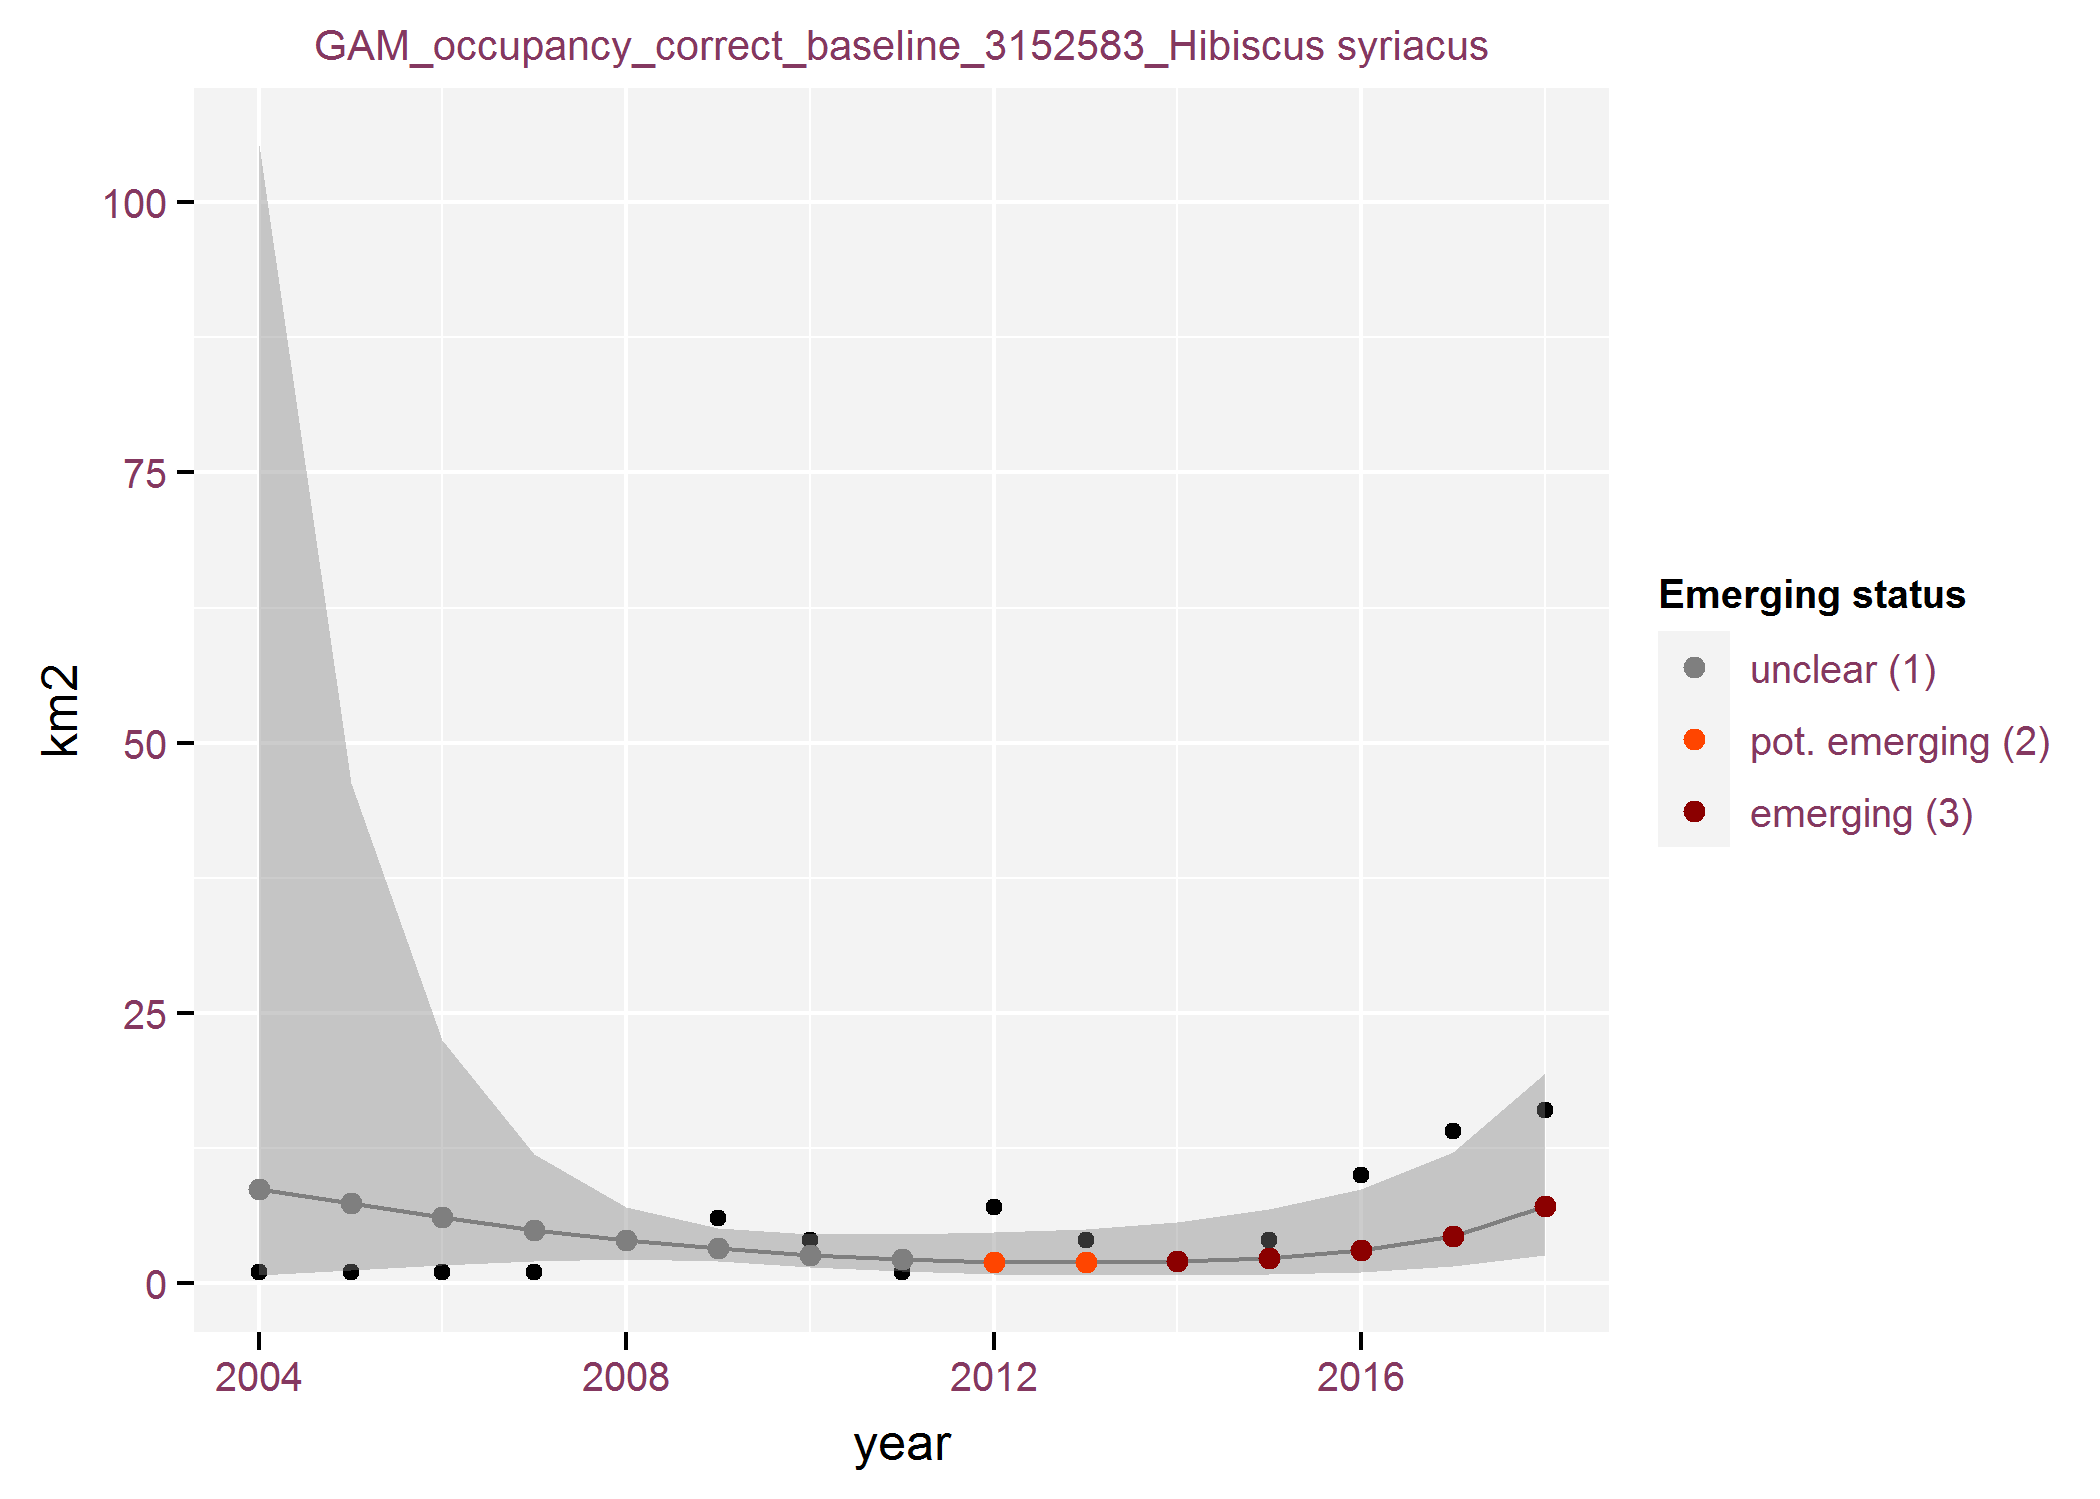 GAM_occupancy_correct_baseline_3152583_Hibiscus syriacus
100
75
50
25
0
km2
2004
2008
2012
2016
year
Emerging status
unclear (1)
pot. emerging (2)
emerging (3)